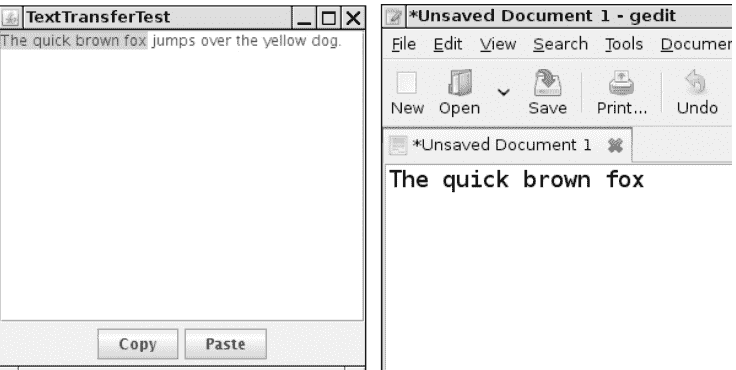 TextTransferTest
The quick brown fox jumps over the yellow dog.
Copy Paste
*Unsaved Document 1 - gedit
File Edit View Search Tools
New Open Save Print... Undo
*Unsaved Document 1
The quick brown fox